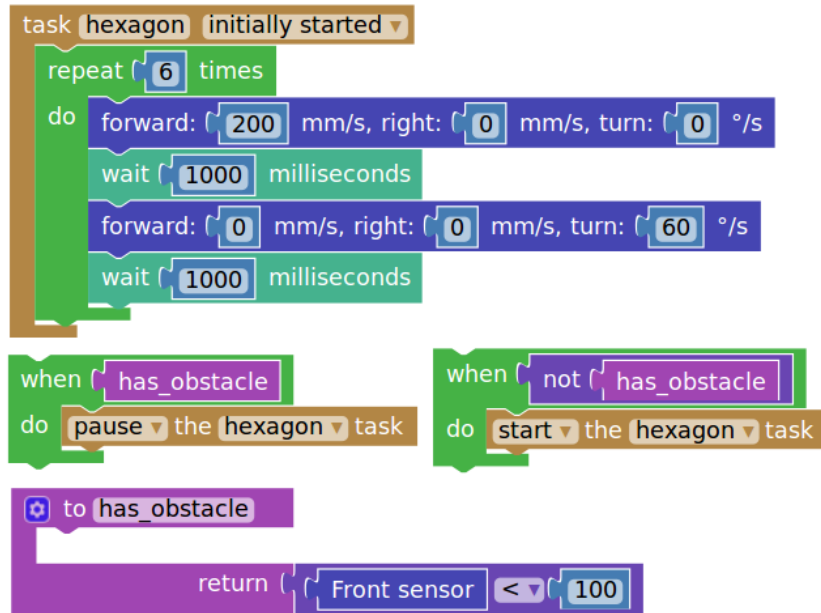 task hexagon initially started ▾
repeat 6 times
do forward: 200 mm/s, right: 0 mm/s, turn: 0 °/s
wait 1000 milliseconds
forward: 0 mm/s, right: 0 mm/s, turn: 60 °/s
wait 1000 milliseconds
when has_obstacle
do pause ▾ the hexagon ▾ task
when not has_obstacle
do start ▾ the hexagon ▾ task
to has_obstacle
return Front sensor < ▾ 100